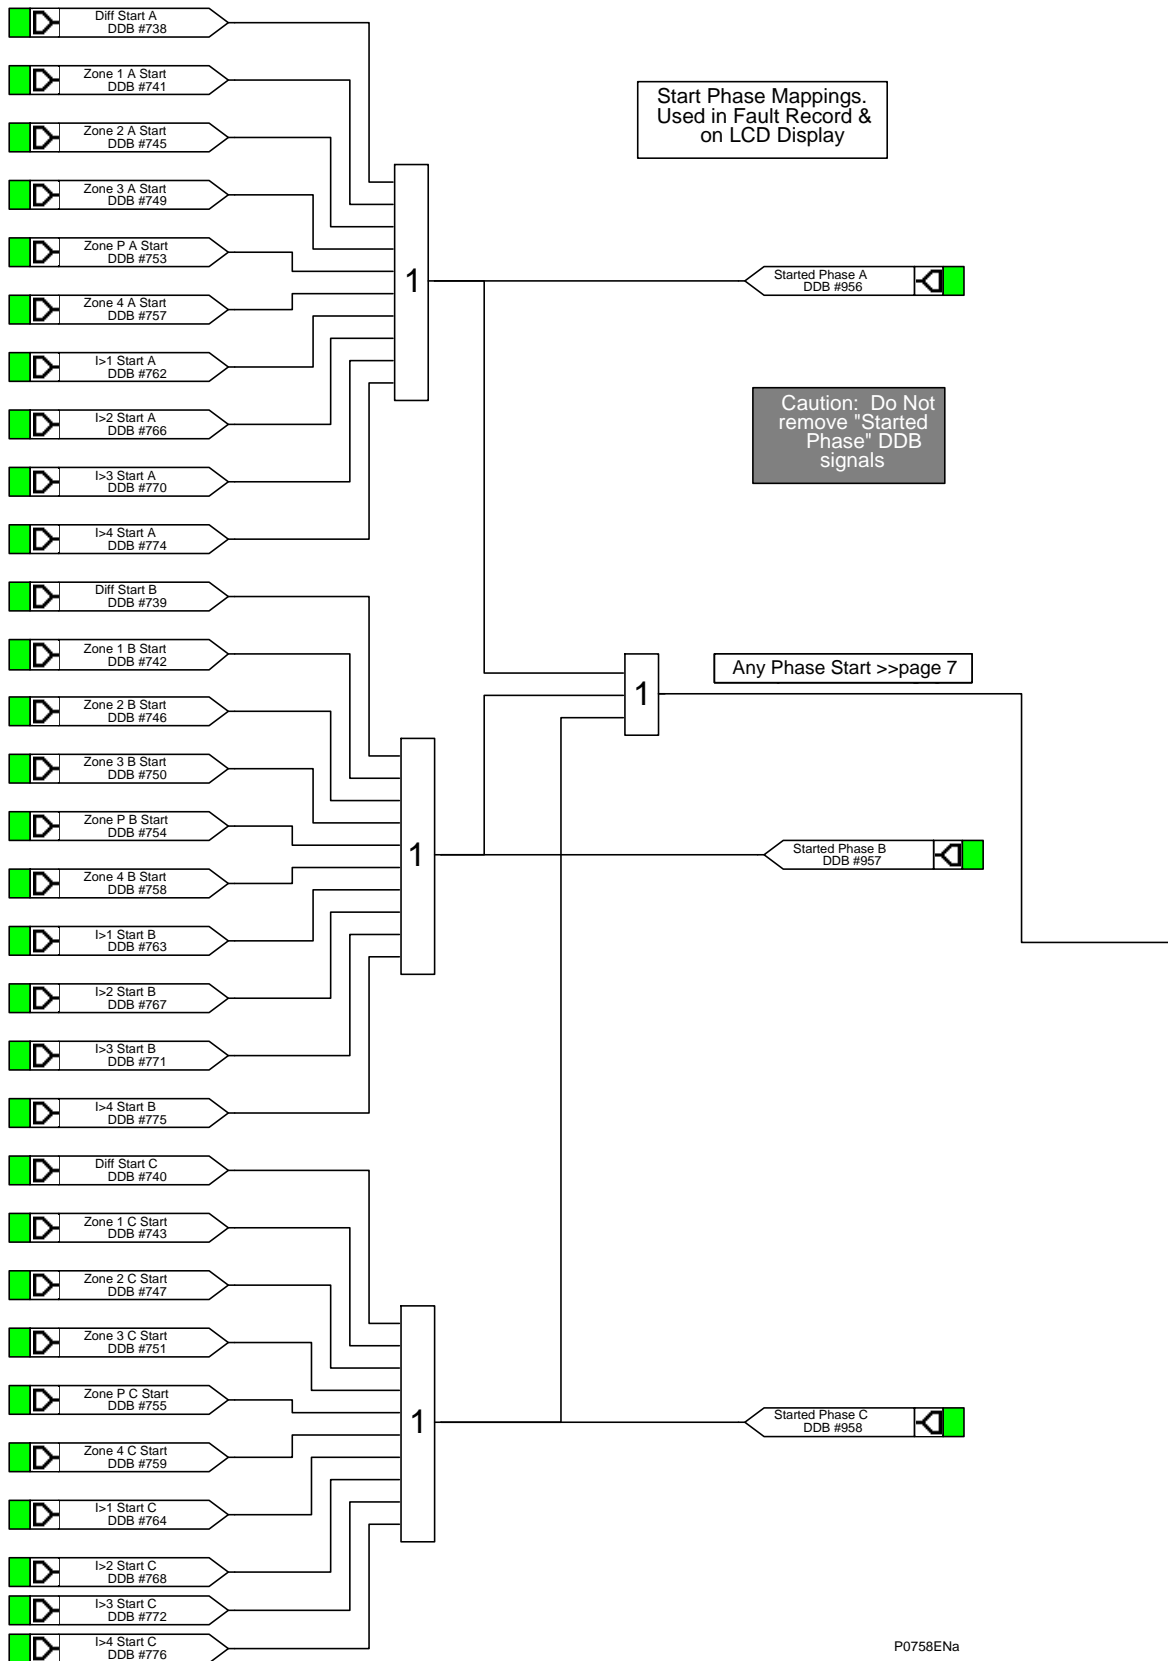 Diff Start A
DDB #738
Zone 1 A Start
DDB #741
Zone 2 A Start
DDB #745
Zone 3 A Start
DDB #749
Zone P A Start
DDB #753
Zone 4 A Start
DDB #757
I>1 Start A
DDB #762
I>2 Start A
DDB #766
I>3 Start A
DDB #770
I>4 Start A
DDB #774
1
Start Phase Mappings.
Used in Fault Record &
on LCD Display
Started Phase A
DDB #956
Caution: Do Not
remove "Started
Phase" DDB
signals
Diff Start B
DDB #739
Zone 1 B Start
DDB #742
Zone 2 B Start
DDB #746
Zone 3 B Start
DDB #750
Zone P B Start
DDB #754
Zone 4 B Start
DDB #758
I>1 Start B
DDB #763
I>2 Start B
DDB #767
I>3 Start B
DDB #771
I>4 Start B
DDB #775
1
1
Any Phase Start >>page 7
Started Phase B
DDB #957
Diff Start C
DDB #740
Zone 1 C Start
DDB #743
Zone 2 C Start
DDB #747
Zone 3 C Start
DDB #751
Zone P C Start
DDB #755
Zone 4 C Start
DDB #759
I>1 Start C
DDB #764
I>2 Start C
DDB #768
I>3 Start C
DDB #772
I>4 Start C
DDB #776
1
Started Phase C
DDB #958
P0758ENa